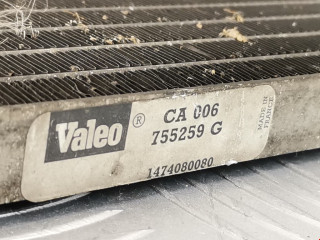 Valeo ® CA 006
755259 G
1474080080
MADE IN
FRANCE